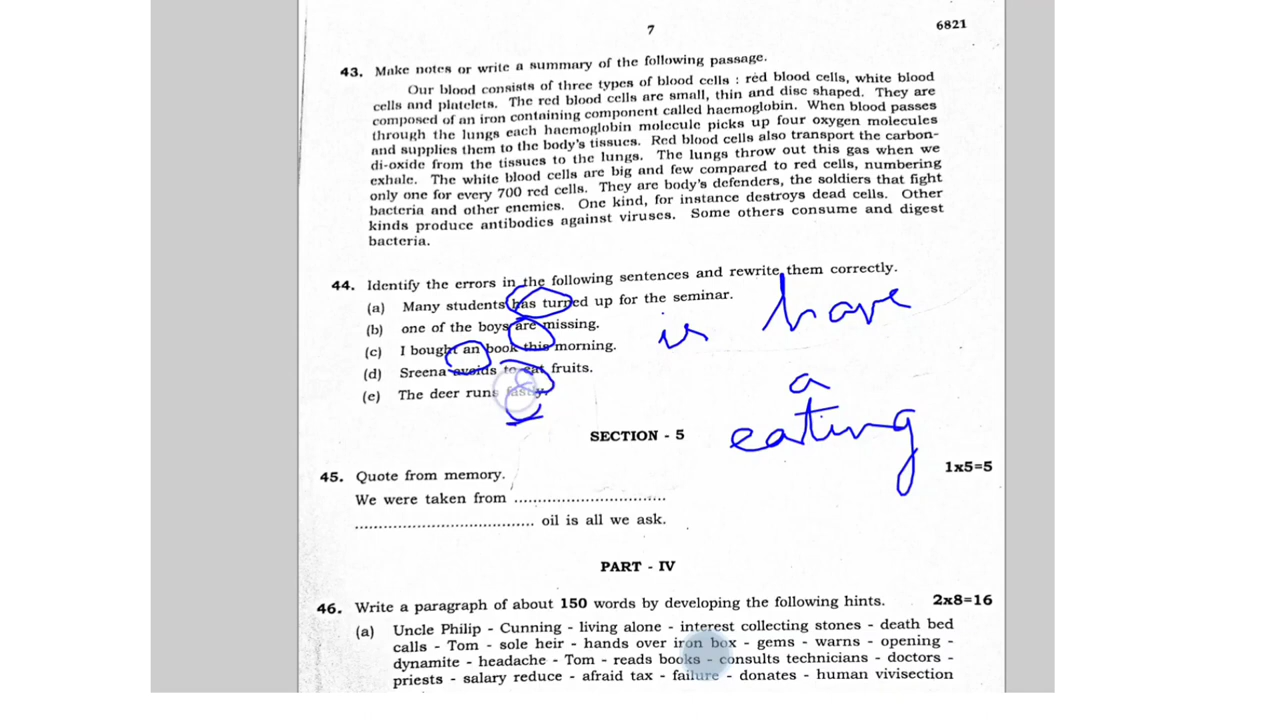 7
6821
43. Make notes or write a summary of the following passage.
Our blood consists of three types of blood cells : red blood cells, white blood
cells and platelets. The red blood cells are small, thin and disc shaped. They are
composed of an iron containing component called haemoglobin. When blood passes
through the lungs each haemoglobin molecule picks up four oxygen molecules
and supplies them to the body's tissues. Red blood cells also transport the carbon-
di-oxide from the tissues to the lungs. The lungs throw out this gas when we
exhale. The white blood cells are big and few compared to red cells, numbering
only one for every 700 red cells. They are body's defenders, the soldiers that fight
bacteria and other enemies. One kind, for instance destroys dead cells. Other
kinds produce antibodies against viruses. Some others consume and digest
bacteria.
44. Identify the errors in the following sentences and rewrite them correctly.
(a) Many students has turned up for the seminar.
have
(b) one of the boys are missing.
is
(c) I bought an book this morning.
(d) Sreena avoids to eat fruits.
a
(e) The deer runs fastly.
eating
SECTION - 5
45. Quote from memory.
1x5=5
We were taken from ..................................
........................................ oil is all we ask.
PART - IV
46. Write a paragraph of about 150 words by developing the following hints. 2x8=16
(a) Uncle Philip - Cunning - living alone - interest collecting stones - death bed
calls - Tom - sole heir - hands over iron box - gems - warns - opening -
dynamite - headache - Tom - reads books - consults technicians - doctors -
priests - salary reduce - afraid tax - failure - donates - human vivisection